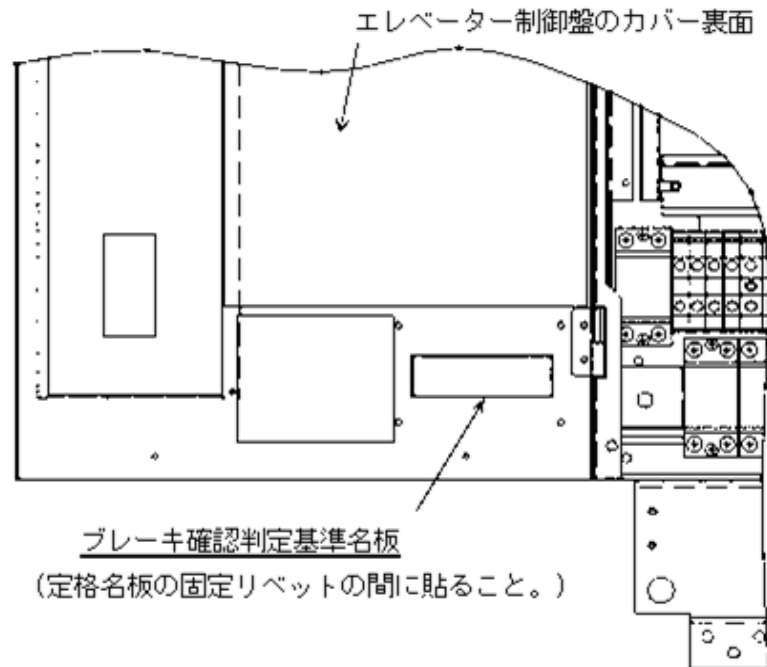 エレベーター制御盤のカバー裏面
ブレーキ確認判定基準名板
（定格名板の固定リベットの間に貼ること。）